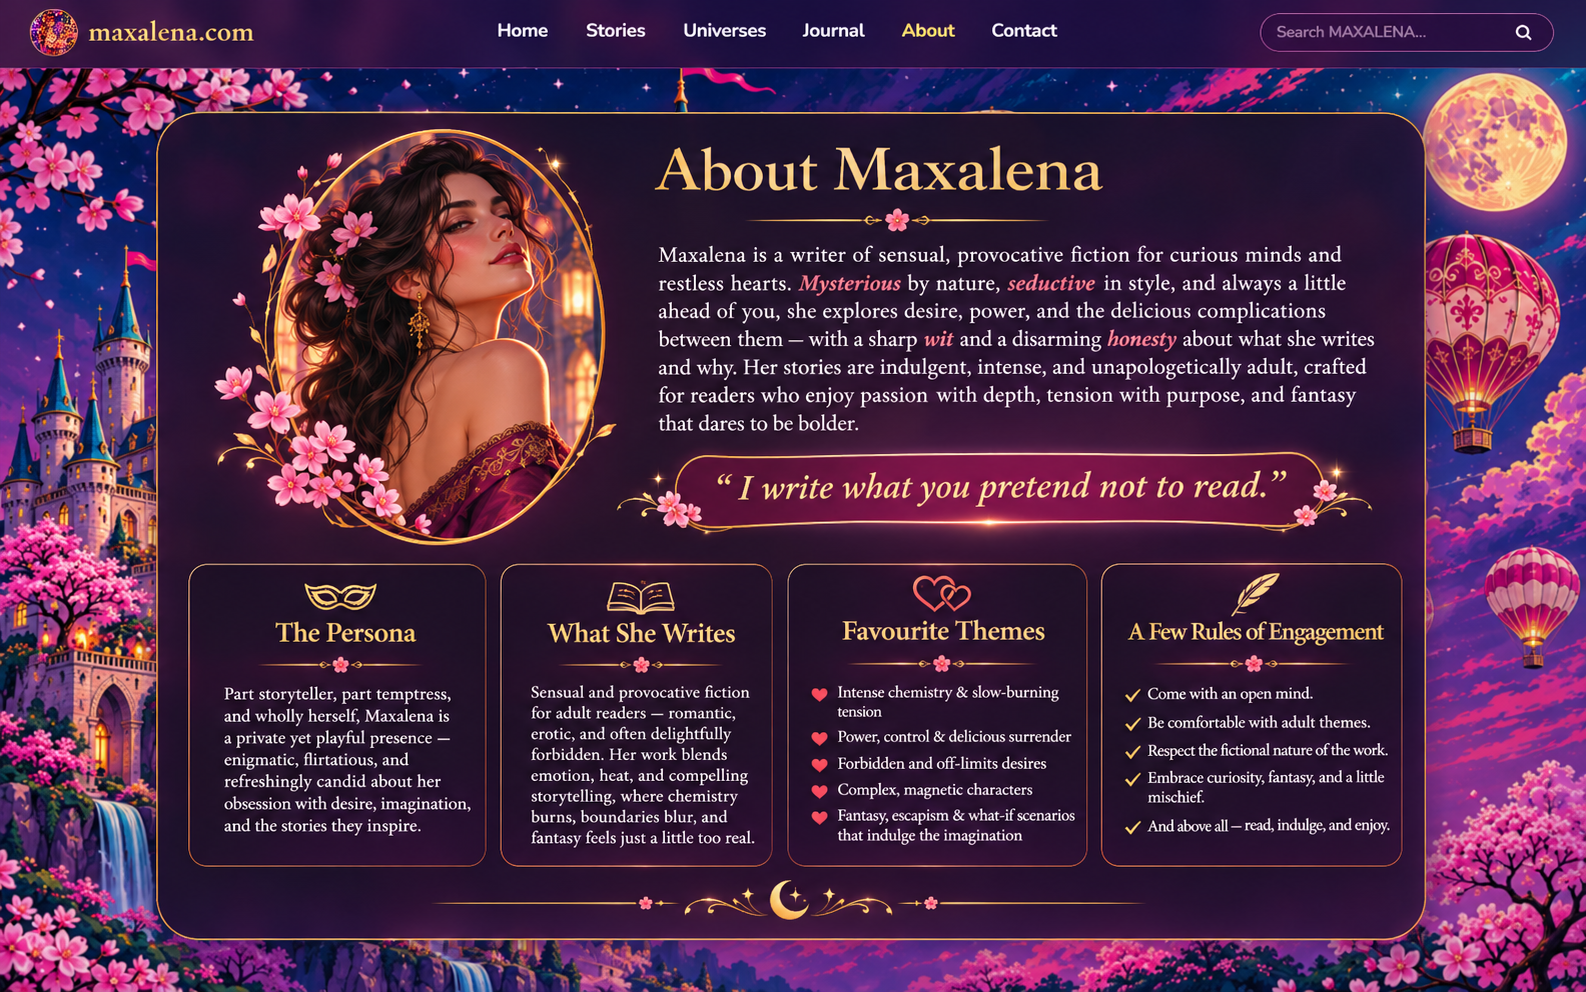 maxalena.com
Home
Stories
Universes
Journal
About
Contact
Search MAXALENA...
About Maxalena
Maxalena is a writer of sensual, provocative fiction for curious minds and
restless hearts. Mysterious by nature, seductive in style, and always a little
ahead of you, she explores desire, power, and the delicious complications
between them — with a sharp wit and a disarming honesty about what she writes
and why. Her stories are indulgent, intense, and unapologetically adult, crafted
for readers who enjoy passion with depth, tension with purpose, and fantasy
that dares to be bolder.
“ I write what you pretend not to read.”
The Persona
Part storyteller, part temptress,
and wholly herself, Maxalena is
a private yet playful presence —
enigmatic, flirtatious, and
refreshingly candid about her
obsession with desire, imagination,
and the stories they inspire.
What She Writes
Sensual and provocative fiction
for adult readers — romantic,
erotic, and often delightfully
forbidden. Her work blends
emotion, heat, and compelling
storytelling, where chemistry
burns, boundaries blur, and
fantasy feels just a little too real.
Favourite Themes
Intense chemistry & slow-burning
tension
Power, control & delicious surrender
Forbidden and off-limits desires
Complex, magnetic characters
Fantasy, escapism & what-if scenarios
that indulge the imagination
A Few Rules of Engagement
Come with an open mind.
Be comfortable with adult themes.
Respect the fictional nature of the work.
Embrace curiosity, fantasy, and a little
mischief.
And above all — read, indulge, and enjoy.